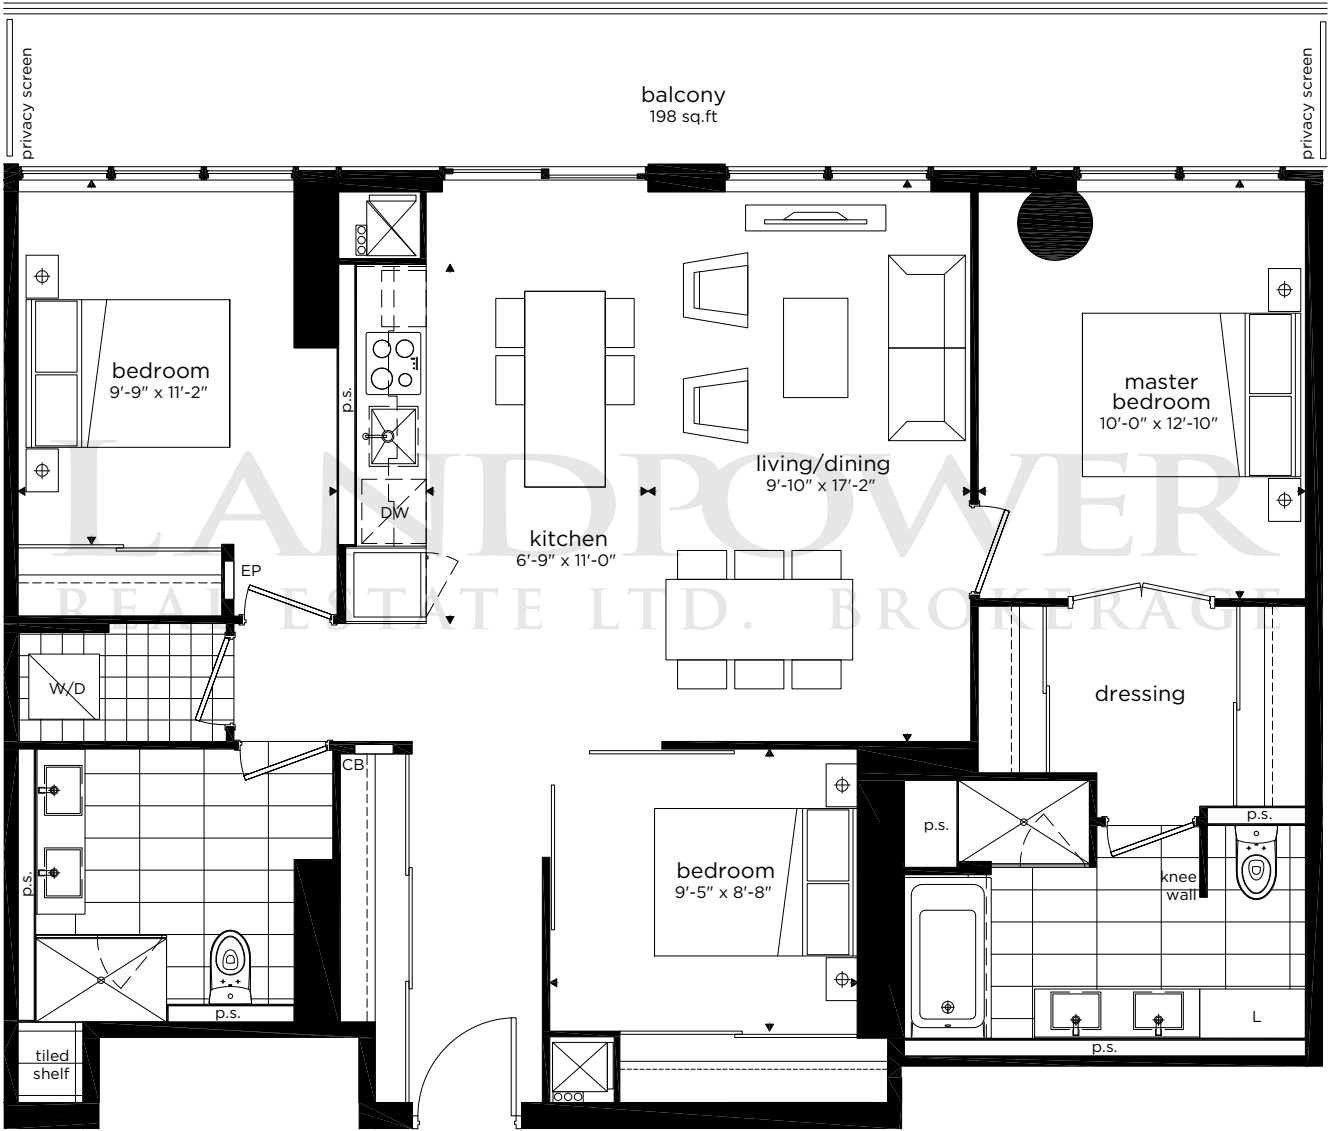 privacy screen
balcony
198 sq.ft
privacy screen
bedroom
9'-9" x 11'-2"
p.s.
DW
kitchen
6'-9" x 11'-0"
living/dining
9'-10" x 17'-2"
master
bedroom
10'-0" x 12'-10"
LANDPOWER
REAL ESTATE LTD. BROKERAGE
EP
W/D
dressing
CB
p.s.
p.s.
tiled
shelf
bedroom
9'-5" x 8'-8"
p.s.
p.s.
knee
wall
L
p.s.